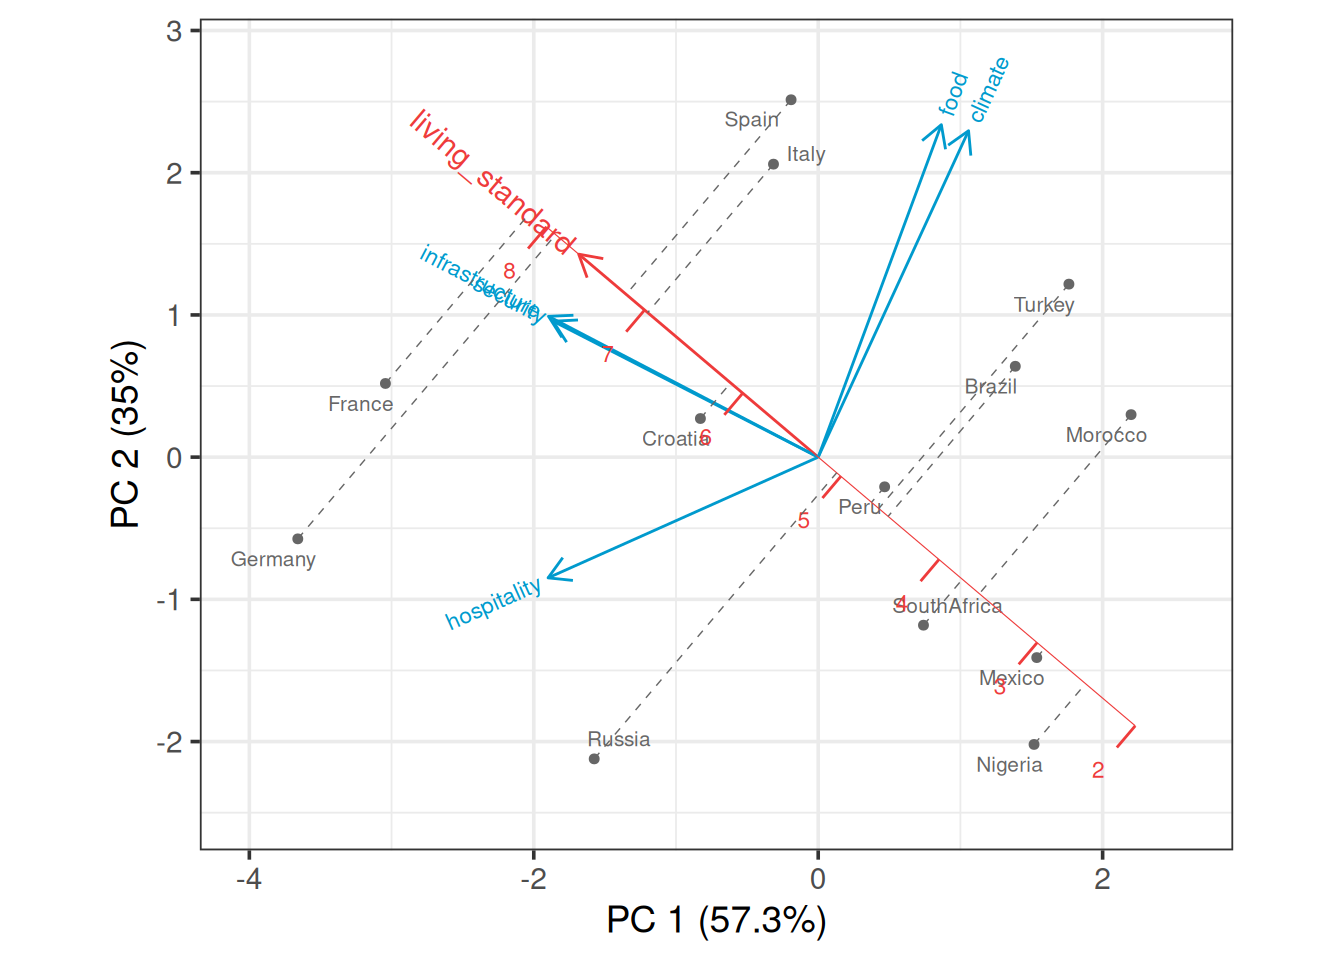 3
food
climate
living_standard
Spain
Italy
2
infrastructure
security
8
Turkey
1
7
Brazil
France
Morocco
Croatia
6
0
Peru
5
Germany
hospitality
4
SouthAfrica
-1
Mexico
3
Russia
-2
Nigeria
2
-4
-2
0
2
PC 1 (57.3%)
PC 2 (35%)